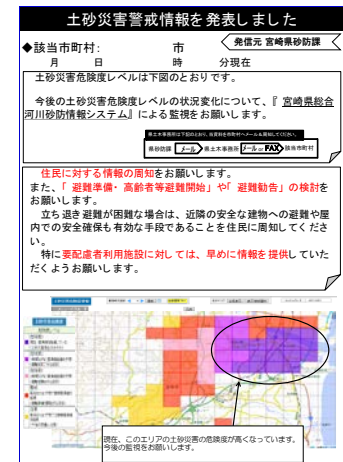 土砂災害警戒情報を発表しました
◆該当市町村:　　　　市
発信元 宮崎県砂防課
月　　　日　　　　　　時　　　分現在
土砂災害危険度レベルは下図のとおりです。
今後の土砂災害危険度レベルの状況変化について、『 宮崎県総合
河川砂防情報システム』による監視をお願いします。
県砂防課 メール 県土木事務所 メール or FAX 該当市町村
住民に対する情報の周知をお願いします。
また、「 避難準備・ 高齢者等避難開始」や「 避難勧告」 の検討を
お願いします。
立ち退き避難が困難な場合は、近隣の安全な建物への避難や屋
内での安全確保も有効な手段であることを住民に周知してくださ
い。
特に要配慮者利用施設に対しては、早めに情報を提供していた
だくようお願いします。
現在、このエリアの土砂災害の危険度が高くなっています。
今後の監視をお願いします。